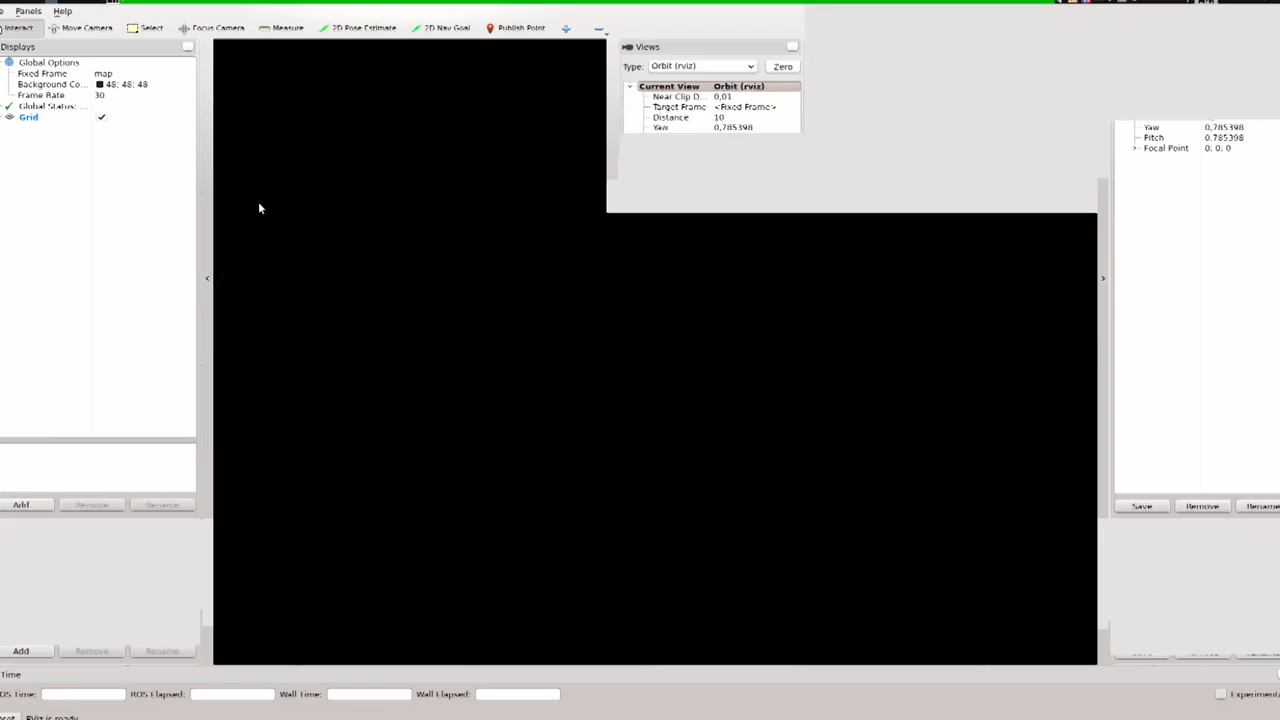 Panels Help
Interact Move Camera Select Focus Camera Measure 2D Pose Estimate 2D Nav Goal Publish Point
Displays
Global Options
Fixed Frame map
Background Co... 48; 48; 48
Frame Rate 30
Global Status: ...
Grid
Add Remove Rename
Add Remove Rename
Views
Type: Orbit (rviz) Zero
Current View Orbit (rviz)
Near Clip D... 0,01
Target Frame <Fixed Frame>
Distance 10
Yaw 0,785398
Yaw 0,785398
Pitch 0,785398
Focal Point 0; 0; 0
Save Remove Rename
Time
OS Time: ROS Elapsed: Wall Time: Wall Elapsed: Experimenta
RViz is ready.